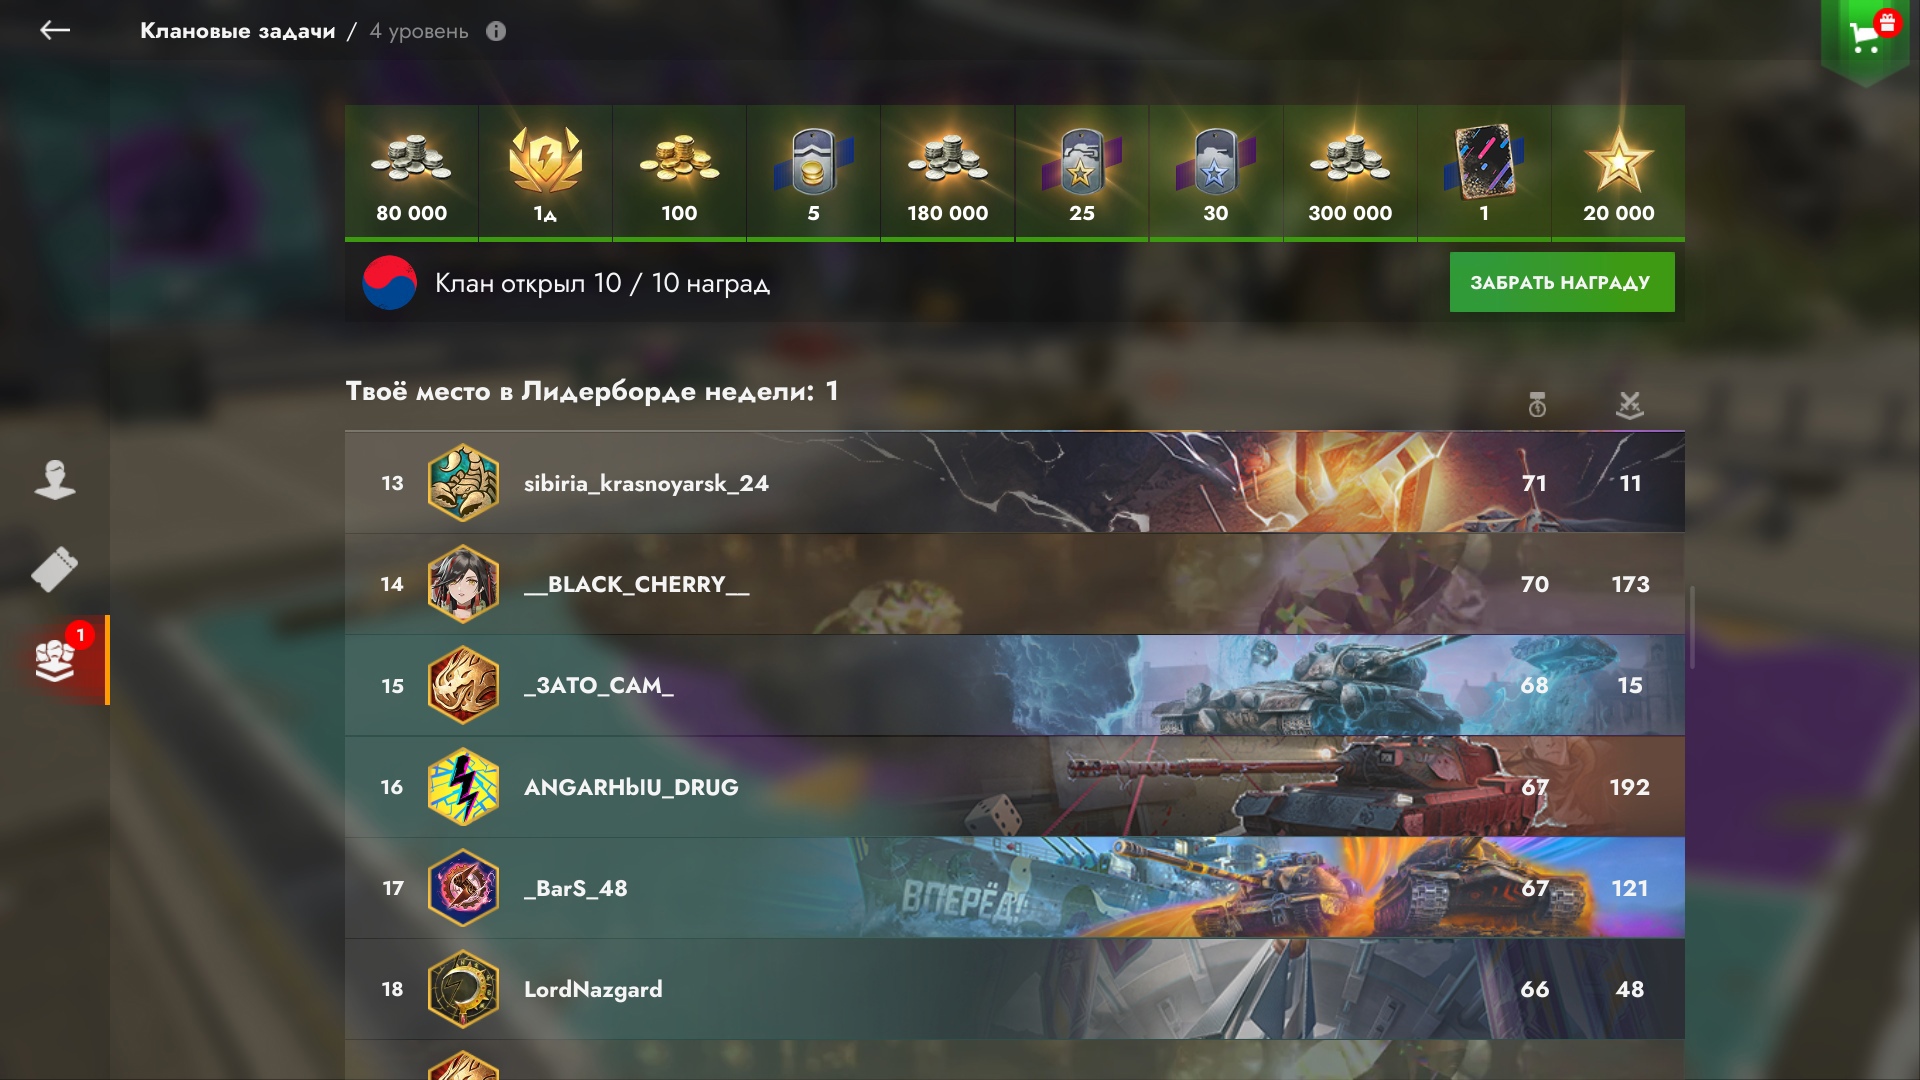 Клановые задачи / 4 уровень
80 000 1д 100 5 180 000 25 30 300 000 1 20 000
Клан открыл 10 / 10 наград
ЗАБРАТЬ НАГРАДУ
Твоё место в Лидерборде недели: 1
13 sibiria_krasnoyarsk_24 71 11
14 __BLACK_CHERRY__ 70 173
1
15 _ЗАТО_САМ_ 68 15
16 ANGARHbIU_DRUG 67 192
17 _BarS_48 ВПЕРЁД! 67 121
18 LordNazgard 66 48